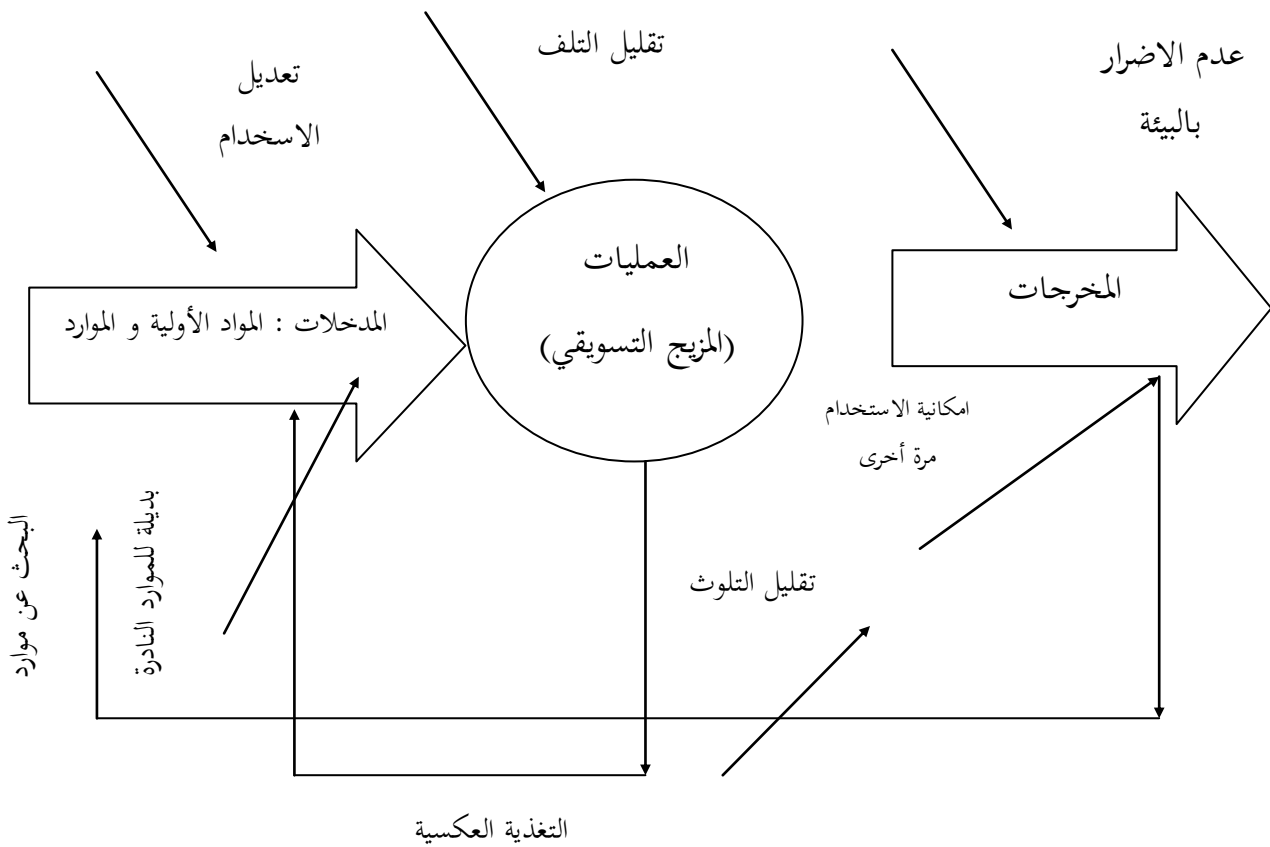 عدم الاضرار
بالبيئة
تقليل التلف
تعديل
الاسخدام
المخرجات
العمليات
(المزيج التسويقي)
المدخلات : المواد الأولية و الموارد
امكانية الاستخدام
مرة أخرى
تقليل التلوث
البحث عن موارد
بديلة للموارد النادرة
التغذية العكسية